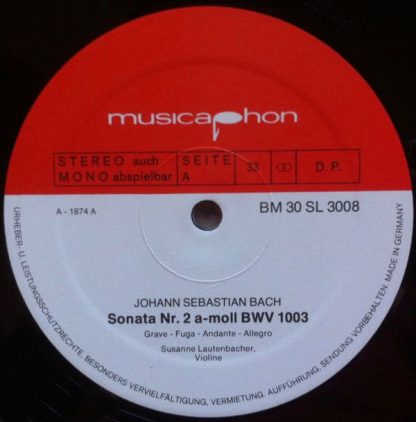 musicaphon
STEREO auch
MONO abspielbar
SEITE
A
33
D.P.
A - 1874 A
BM 30 SL 3008
JOHANN SEBASTIAN BACH
Sonata Nr. 2 a-moll BWV 1003
Grave - Fuga - Andante - Allegro
Susanne Lautenbacher,
Violine
URHEBER- U. LEISTUNGSSCHUTZRECHTE, BESONDERS VERVIELFÄLTIGUNG, VERMIETUNG, AUFFÜHRUNG, SENDUNG VORBEHALTEN. MADE IN GERMANY